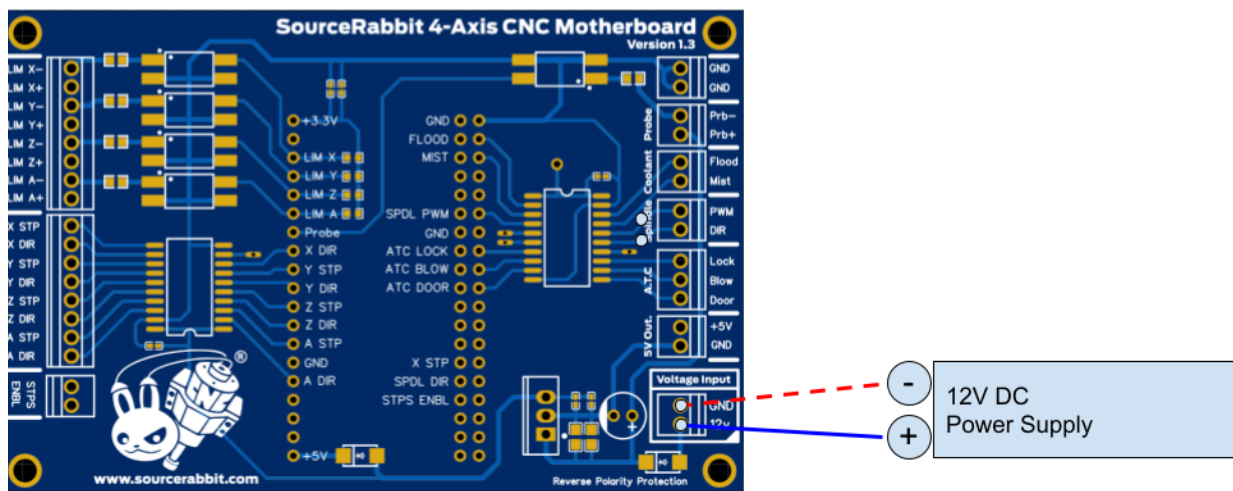 SourceRabbit 4-Axis CNC Motherboard
Version 1.3
LIM X-
LIM X+
LIM Y-
LIM Y+
LIM Z-
LIM Z+
LIM A-
LIM A+
X STP
X DIR
Y STP
Y DIR
Z STP
Z DIR
A STP
A DIR
STPS
ENBL
+3.3V
LIM X
LIM Y
LIM Z
LIM A
Probe
X DIR
Y STP
Y DIR
Z STP
Z DIR
A STP
GND
A DIR
+5V
GND
FLOOD
MIST
SPDL PWM
GND
ATC LOCK
ATC BLOW
ATC DOOR
X STP
SPDL DIR
STPS ENBL
GND
GND
Probe
Prb-
Prb+
Coolant
Flood
Mist
Spindle
PWM
DIR
A.T.C
Lock
Blow
Door
5V Out.
+5V
GND
Voltage Input
GND
12v
+
Reverse Polarity Protection
®
CNC
www.sourcerabbit.com
-
+
12V DC
Power Supply